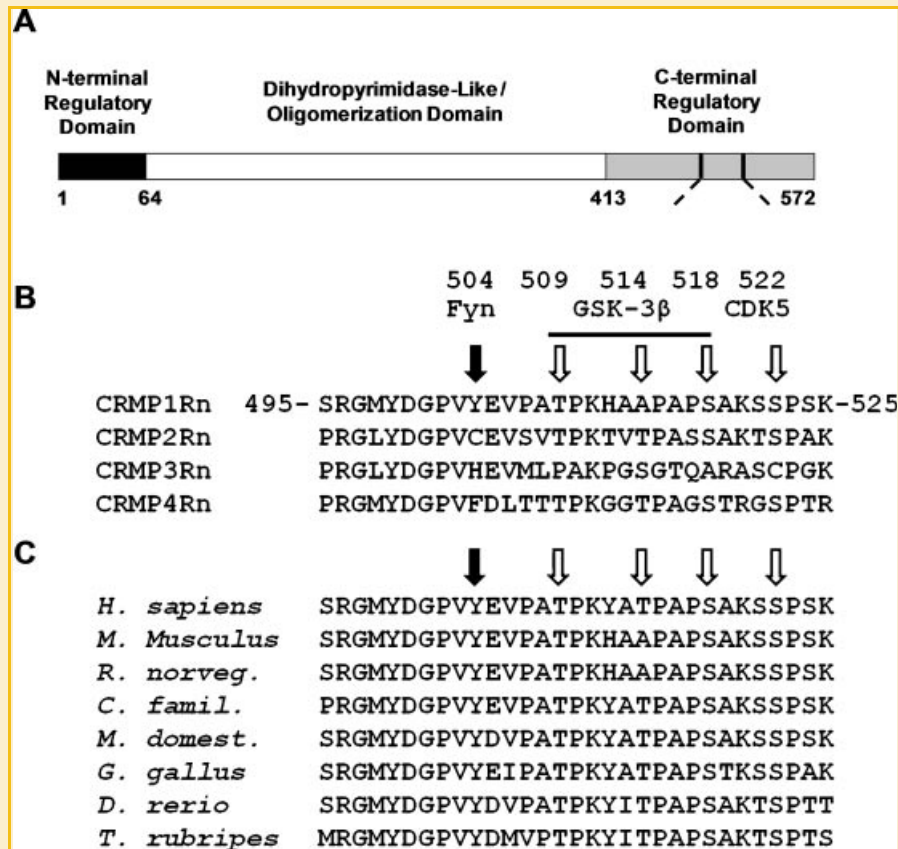 A
N-terminal
Regulatory
Domain
Dihydropyrimidase-Like/
Oligomerization Domain
C-terminal
Regulatory
Domain
1 64 413 572
B
504 509 514 518 522
Fyn GSK-3β CDK5
CRMP1Rn 495- SRGMYDGPVYEVPATPKHAAPAPSAKSSPSK-525
CRMP2Rn PRGLYDGPVCEVSVTPKTVTPASSAKTSPAK
CRMP3Rn PRGLYDGPVHEVMLPAKPGSGTQARASCPGK
CRMP4Rn PRGMYDGPVFDLTTTPKGGTPAGSTRGSPTR
C
H. sapiens SRGMYDGPVYEVPATPKYATPAPSAKSSPSK
M. Musculus SRGMYDGPVYEVPATPKHAAPAPSAKSSPSK
R. norveg. SRGMYDGPVYEVPATPKHAAPAPSAKSSPSK
C. famil. PRGMYDGPVYEVPATPKYATPAPSAKSSPSK
M. domest. SRGMYDGPVYDVPATPKYATPAPSAKSSPSK
G. gallus SRGMYDGPVYEIPATPKYATPAPSTKSSPAK
D. rerio SRGMYDGPVYDVPATPKYITPAPSAKTSPTT
T. rubripes MRGMYDGPVYDMVPTPKYITPAPSAKTSPTS